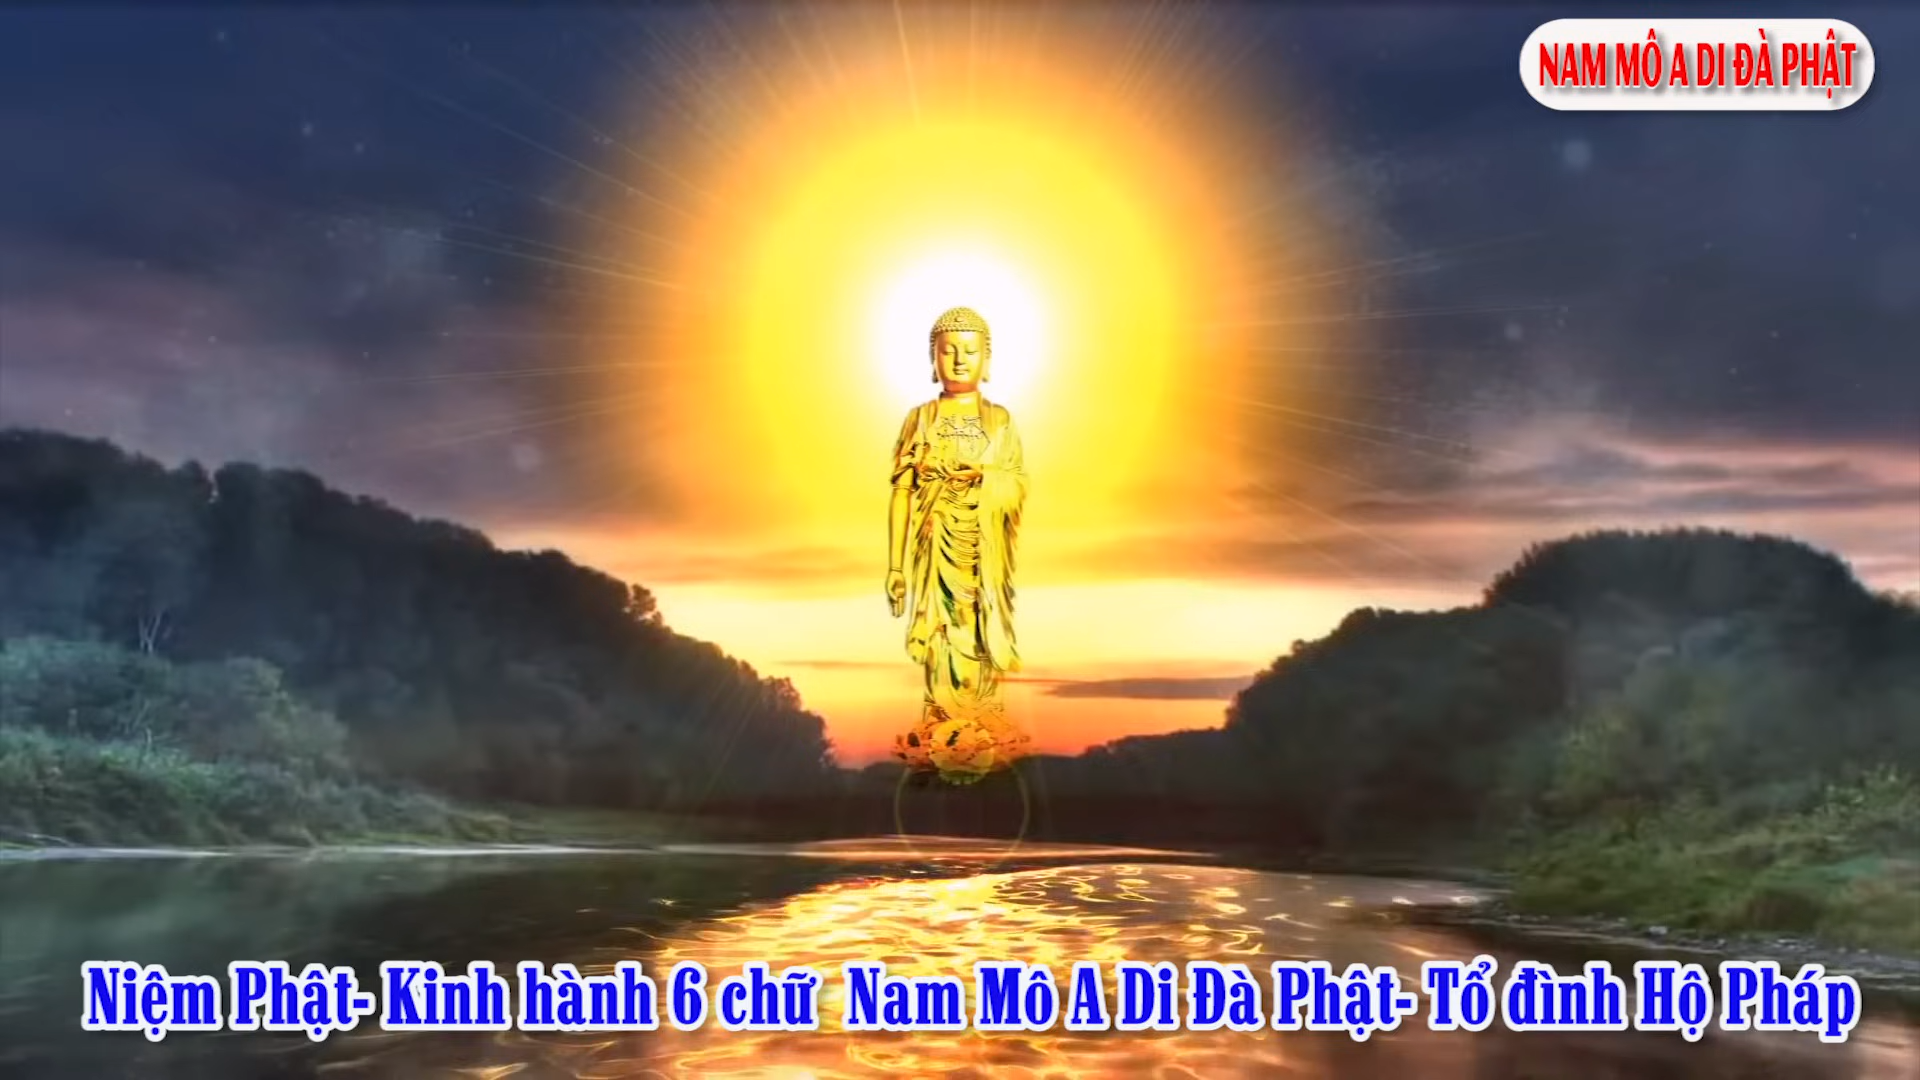 NAM MÔ A DI ĐÀ PHẬT
Niệm Phật- Kinh hành 6 chữ Nam Mô A Di Đà Phật- Tổ đình Hộ Pháp